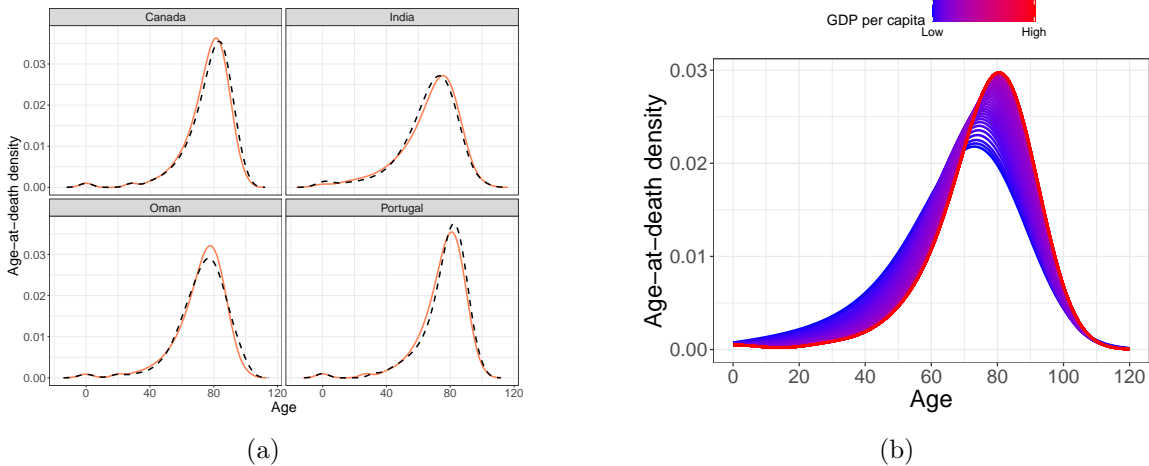 Canada India
0.03
0.02
0.01
0.00
Oman Portugal
0.03
0.02
0.01
0.00
0 40 80 120 0 40 80 120
Age−at−death density
Age
(a)
GDP per capita
Low High
0.03
0.02
0.01
0.00
0 20 40 60 80 100 120
Age−at−death density
Age
(b)